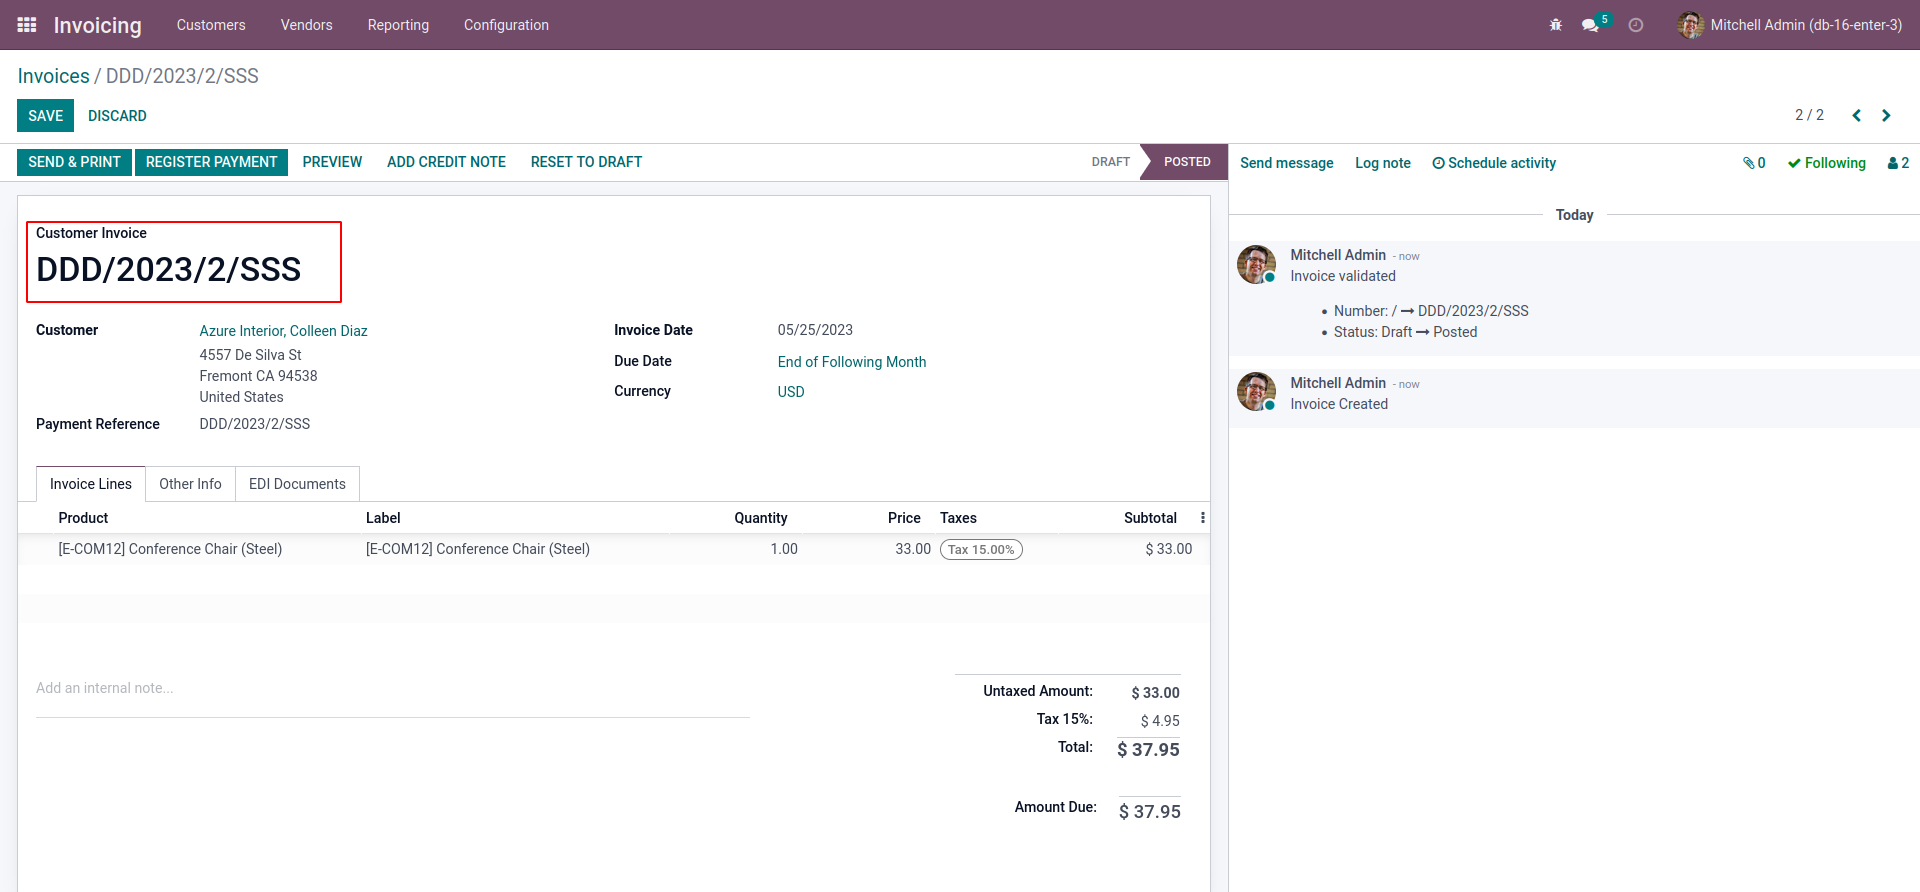 Invoicing Customers Vendors Reporting Configuration 5 Mitchell Admin (db-16-enter-3)
Invoices / DDD/2023/2/SSS
SAVE DISCARD 2 / 2
SEND & PRINT REGISTER PAYMENT PREVIEW ADD CREDIT NOTE RESET TO DRAFT DRAFT POSTED
Send message Log note Schedule activity 0 Following 2
Customer Invoice
DDD/2023/2/SSS
Customer Azure Interior, Colleen Diaz
4557 De Silva St
Fremont CA 94538
United States
Payment Reference DDD/2023/2/SSS
Invoice Date 05/25/2023
Due Date End of Following Month
Currency USD
Invoice Lines Other Info EDI Documents
Product Label Quantity Price Taxes Subtotal
[E-COM12] Conference Chair (Steel) [E-COM12] Conference Chair (Steel) 1.00 33.00 Tax 15.00% $ 33.00
Add an internal note...
Untaxed Amount: $ 33.00
Tax 15%: $ 4.95
Total: $ 37.95
Amount Due: $ 37.95
Today
Mitchell Admin - now
Invoice validated
• Number: / → DDD/2023/2/SSS
• Status: Draft → Posted
Mitchell Admin - now
Invoice Created